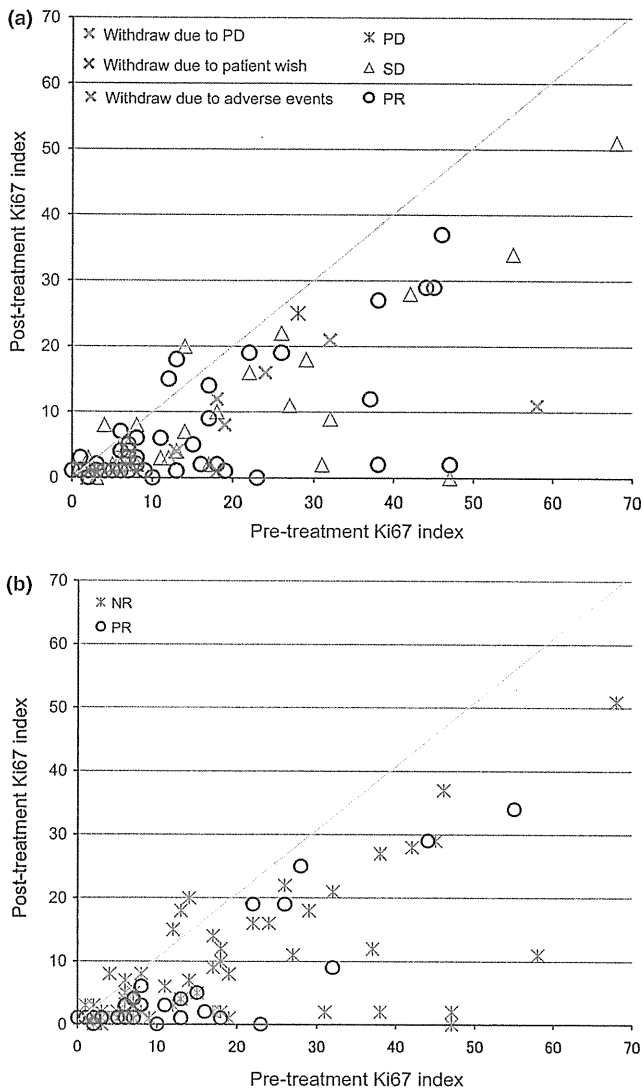 (a)
70
Withdraw due to PD
PD
Withdraw due to patient wish
SD
60
Withdraw due to adverse events
PR
50
40
30
20
10
0
Post-treatment Ki67 index
0 10 20 30 40 50 60 70
Pre-treatment Ki67 index
(b)
70
NR
PR
60
50
40
30
20
10
0
Post-treatment Ki67 index
0 10 20 30 40 50 60 70
Pre-treatment Ki67 index